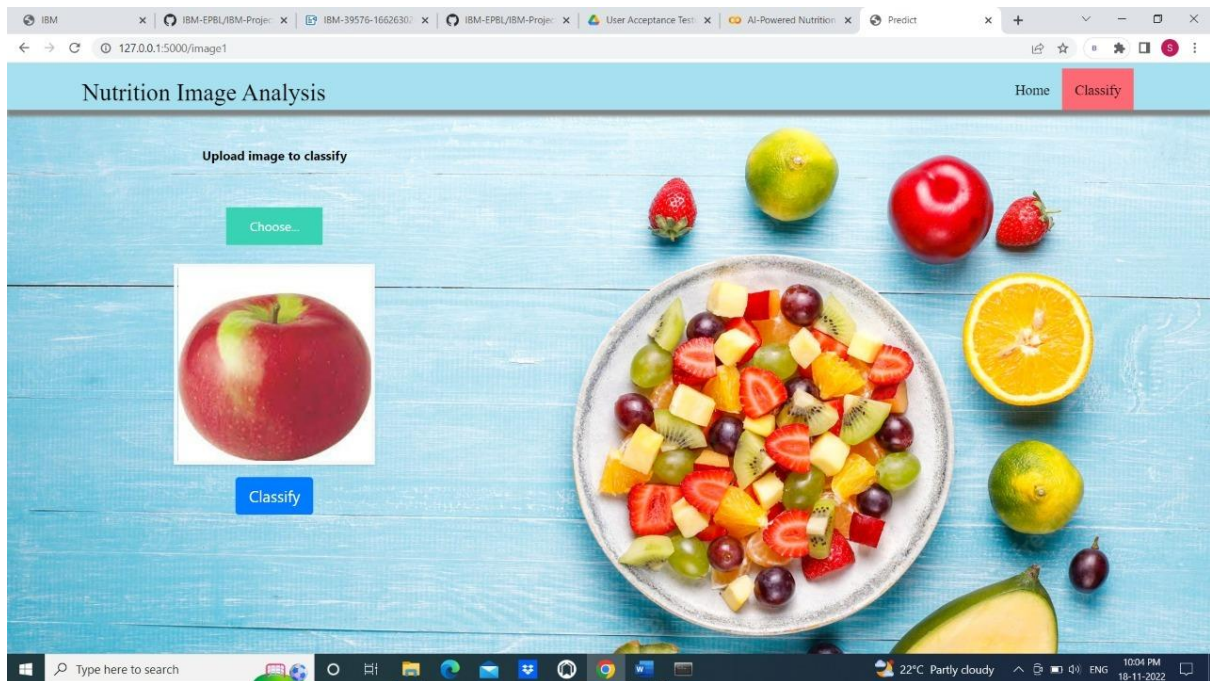 IBM
IBM-EPBL/IBM-Projec
IBM-39576-16626302
IBM-EPBL/IBM-Projec
User Acceptance Test
AI-Powered Nutrition
Predict
127.0.0.1:5000/image1
S
Nutrition Image Analysis
Home
Classify
Upload image to classify
Choose...
Classify
Type here to search
22°C Partly cloudy
ENG
10:04 PM
18-11-2022